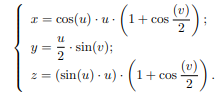 x = cos(u) · u · (1 + cos (v)/2);
y = u/2 · sin(v);
z = (sin(u) · u) · (1 + cos (v)/2).